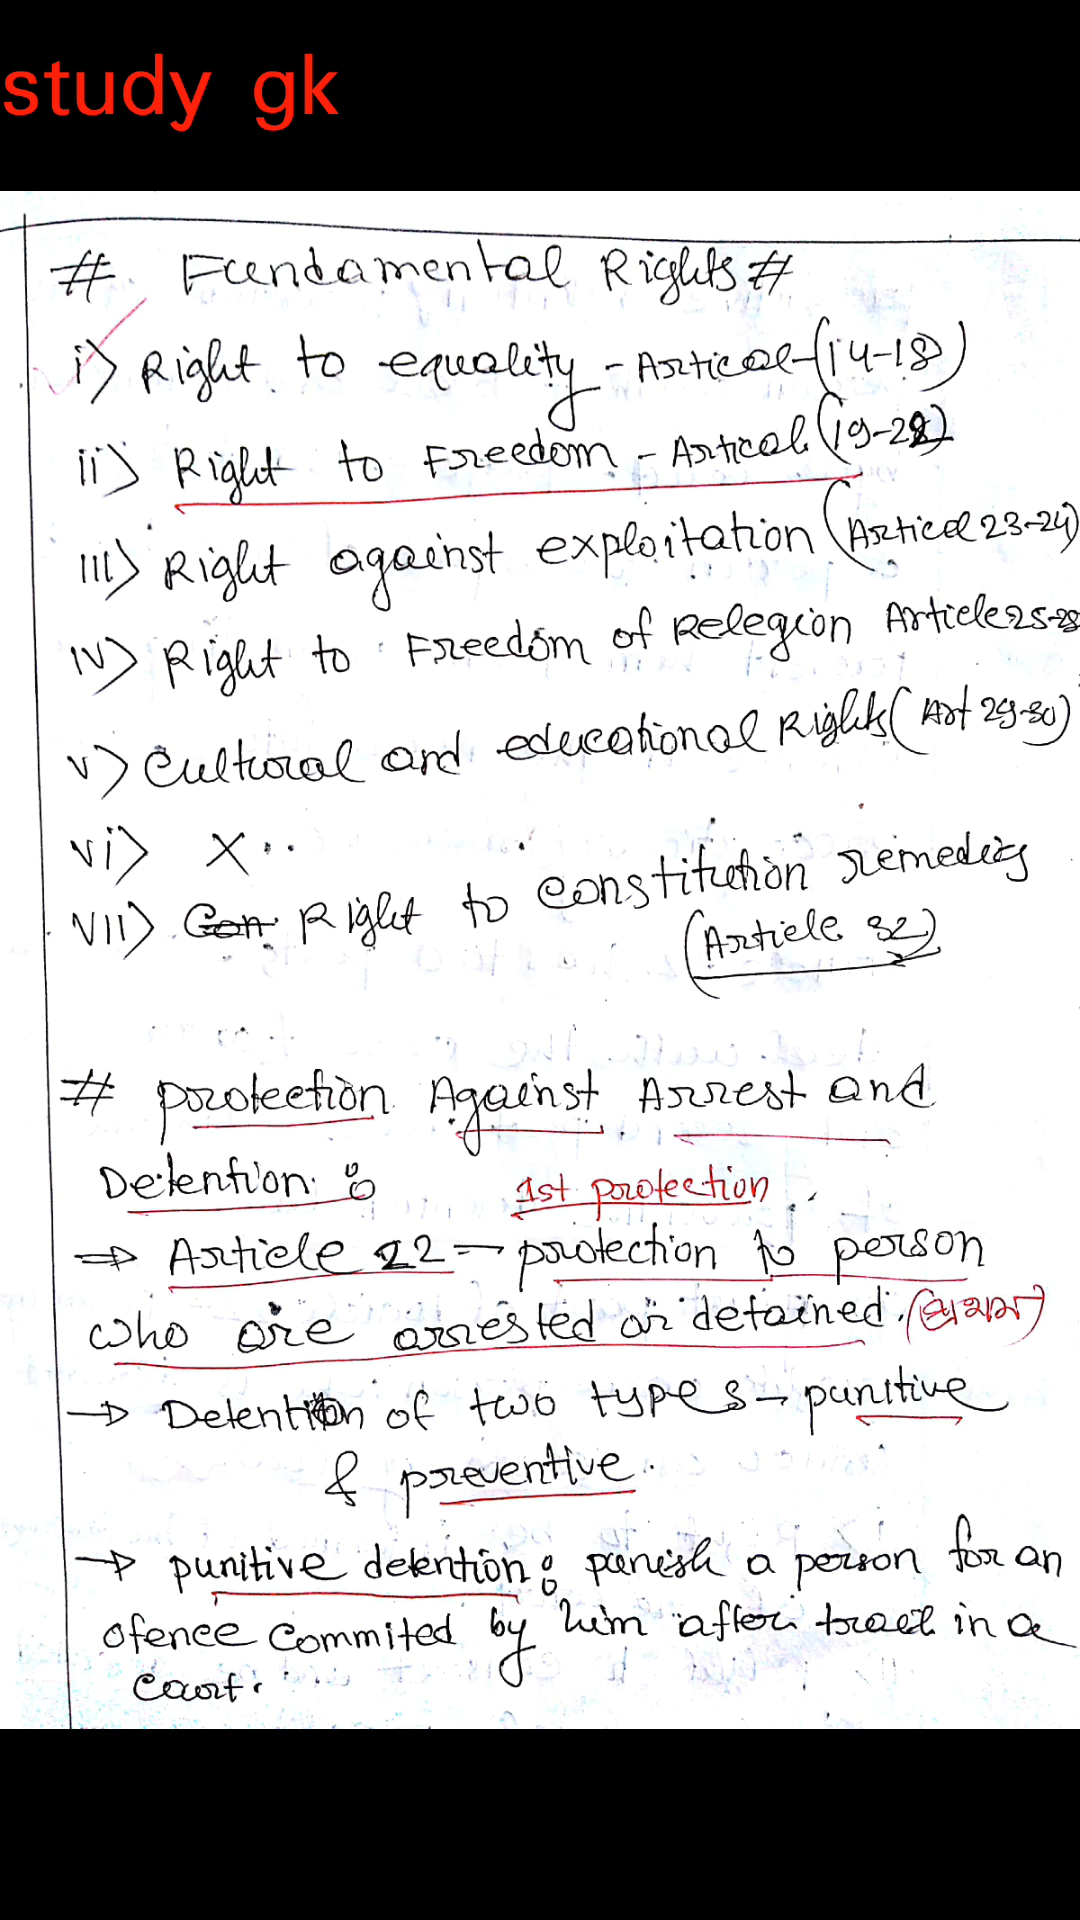 study gk
# Fundamental Rights #
i) Right to equality - Artical - (14-18)
ii) Right to Freedom - Artical (19-22)
III) Right against exploitation (Articel 23-24)
IV) Right to Freedom of Relegion Article 25-28
V) Cultural and educational Rights (Art 29-30)
vi) X..
VII) Con Right to constitution remedies
(Article 32)
# protection Against Arrest and
Detention: 1st protection
⇒ Article 22 → protection to person
who are arrested or detained.
→ Detention of two types → punitive
& preventive.
→ punitive detention: punish a person for an
ofence commited by him after trael in a
court.